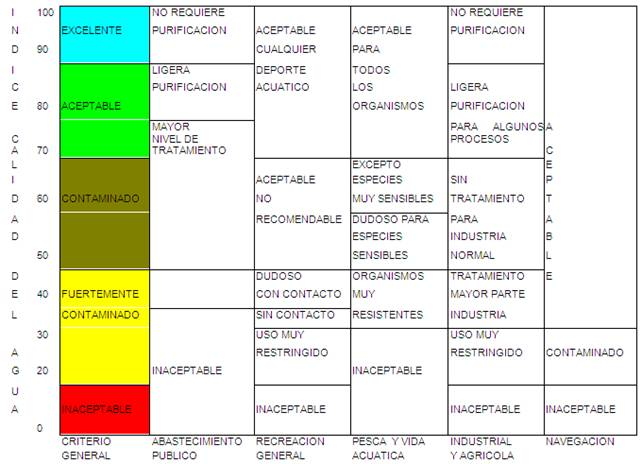 I 100 NO REQUIERE NO REQUIERE
N EXCELENTE PURIFICACION ACEPTABLE ACEPTABLE PURIFICACION
D 90 CUALQUIER PARA
I LIGERA DEPORTE TODOS
C PURIFICACION ACUATICO LOS LIGERA
E 80 ACEPTABLE ORGANISMOS PURIFICACION
MAYOR PARA ALGUNOS A
C NIVEL DE PROCESOS
A 70 TRATAMIENTO C
L EXCEPTO E
I ACEPTABLE ESPECIES SIN P
D 60 CONTAMINADO NO MUY SENSIBLES TRATAMIENTO T
A RECOMENDABLE DUDOSO PARA PARA A
D ESPECIES INDUSTRIA B
50 SENSIBLES NORMAL L
D DUDOSO ORGANISMOS TRATAMIENTO E
E 40 FUERTEMENTE CON CONTACTO MUY MAYOR PARTE
L CONTAMINADO SIN CONTACTO RESISTENTES INDUSTRIA
30 USO MUY USO MUY
A RESTRINGIDO RESTRINGIDO CONTAMINADO
G 20 INACEPTABLE INACEPTABLE
U
A INACEPTABLE INACEPTABLE INACEPTABLE INACEPTABLE
0
CRITERIO ABASTECIMIENTO RECREACION PESCA Y VIDA INDUSTRIAL NAVEGACION
GENERAL PUBLICO GENERAL ACUATICA Y AGRICOLA